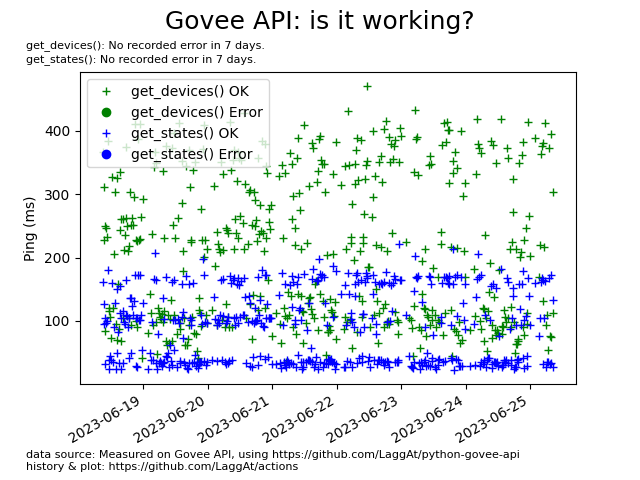 Govee API: is it working?
get_devices(): No recorded error in 7 days.
get_states(): No recorded error in 7 days.
get_devices() OK
get_devices() Error
get_states() OK
get_states() Error
400
300
200
100
Ping (ms)
2023-06-19
2023-06-20
2023-06-21
2023-06-22
2023-06-23
2023-06-24
2023-06-25
data source: Measured on Govee API, using https://github.com/LaggAt/python-govee-api
history & plot: https://github.com/LaggAt/actions